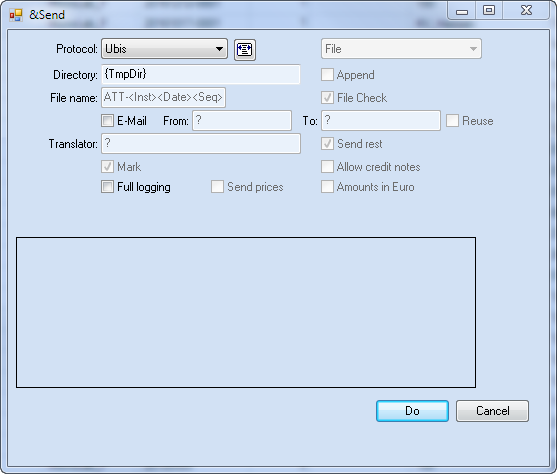 &Send
Protocol: Ubis File
Directory: {TmpDir} Append
File name: ATT-<Inst><Date><Seq> File Check
E-Mail From: ? To: ? Reuse
Translator: ? Send rest
Mark Allow credit notes
Full logging Send prices Amounts in Euro
Do Cancel